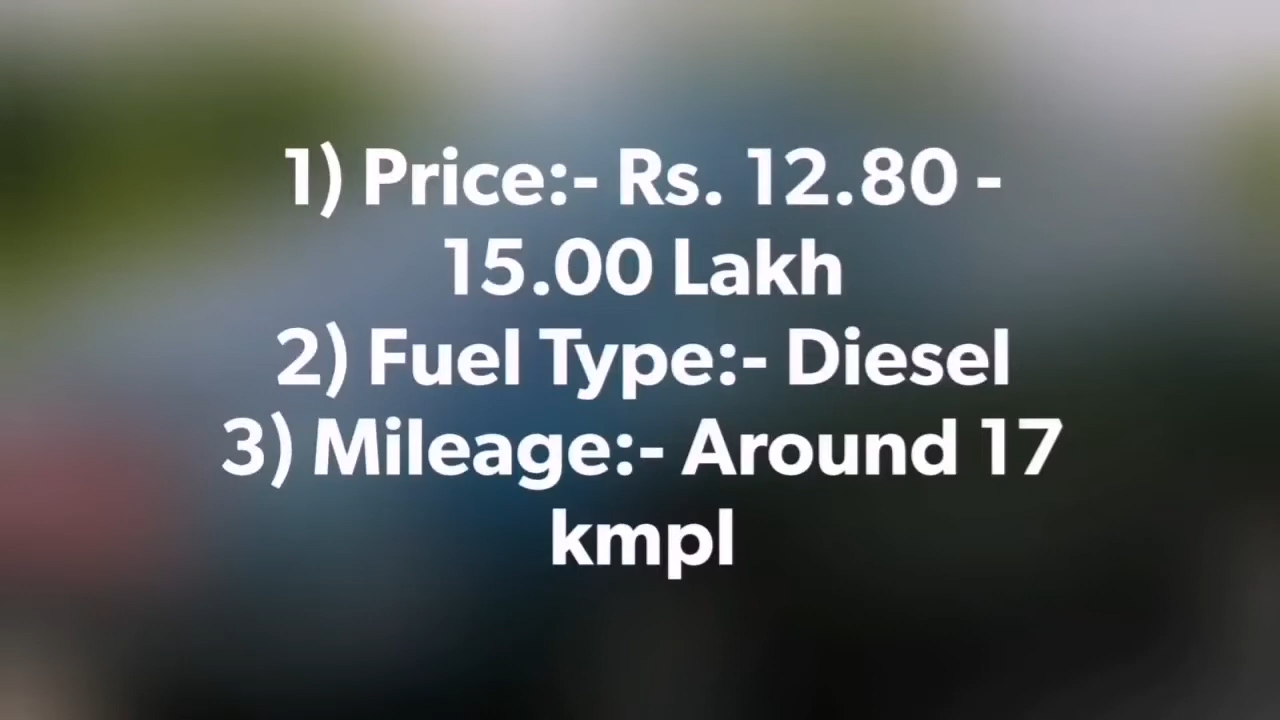 1) Price:- Rs. 12.80 -
15.00 Lakh
2) Fuel Type:- Diesel
3) Mileage:- Around 17
kmpl